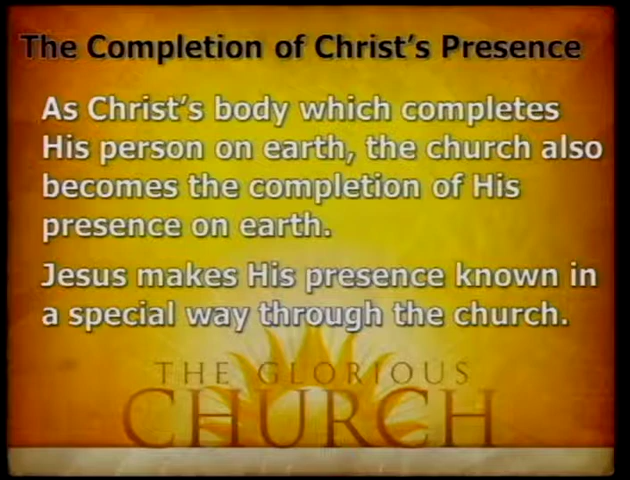 The Completion of Christ's Presence
As Christ's body which completes
His person on earth, the church also
becomes the completion of His
presence on earth.
Jesus makes His presence known in
a special way through the church.
THE GLORIOUS
CHURCH